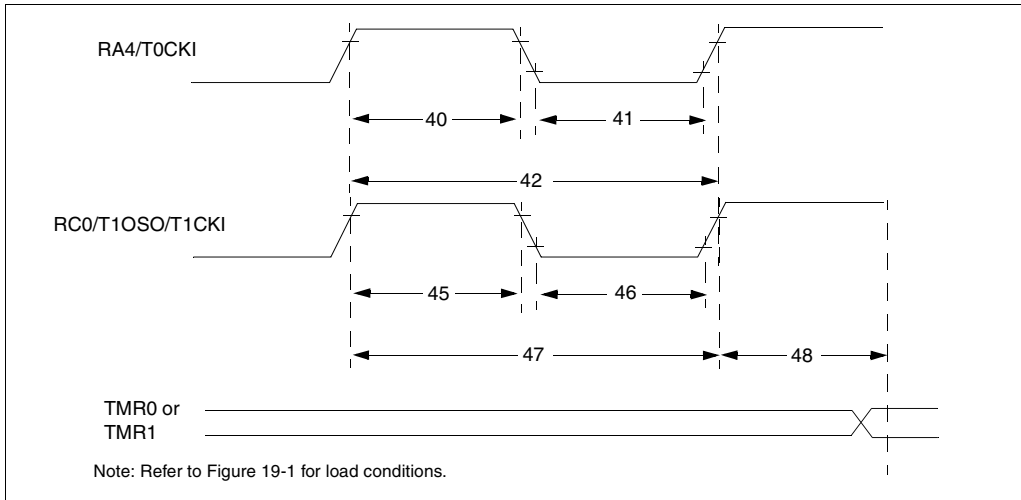 RA4/T0CKI
40
41
42
RC0/T1OSO/T1CKI
45
46
47
48
TMR0 or
TMR1
Note: Refer to Figure 19-1 for load conditions.